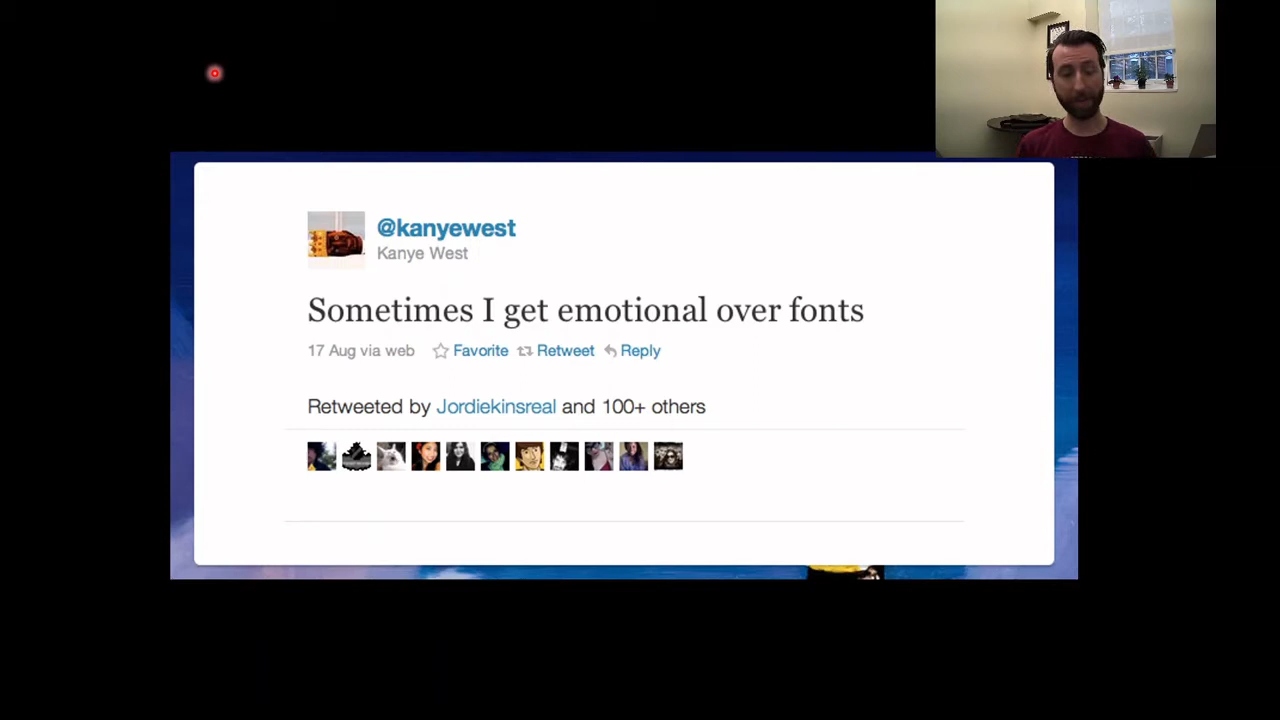 @kanyewest
Kanye West
Sometimes I get emotional over fonts
17 Aug via web Favorite Retweet Reply
Retweeted by Jordiekinsreal and 100+ others